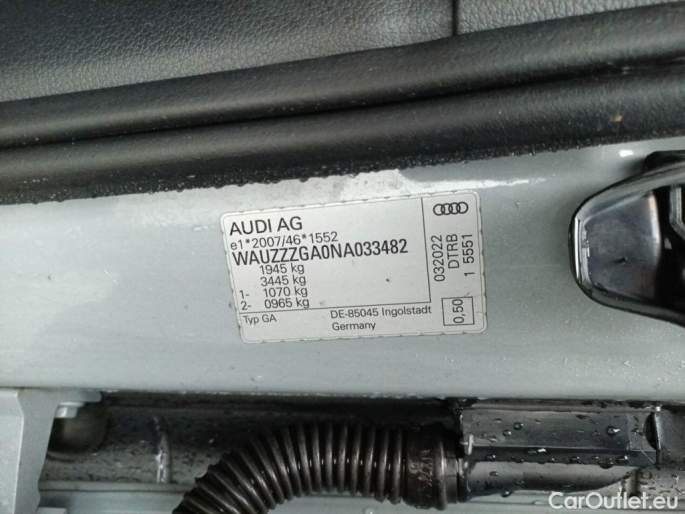 AUDI AG
e1*2007/46*1552
WAUZZZGA0NA033482
1945 kg
3445 kg
1- 1070 kg
2- 0965 kg
Typ GA
DE-85045 Ingolstadt
Germany
032022
DTRB
1 5551
0,50
CarOutlet.eu